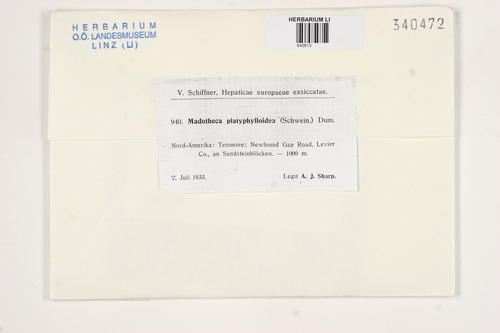 HERBARIUM
O.Ö. LANDESMUSEUM
LINZ (LI)
HERBARIUM LI
642613
340472
V. Schiffner, Hepaticae europaeae exsiccatae.
940. Madotheca platyphylloidea (Schwein.) Dum.
Nord-Amerika: Tennesee; Newfound Gap Road, Levier
Co., an Sandsteinblöcken. — 1000 m.
2. Juli 1933. Legit A. J. Sharp.